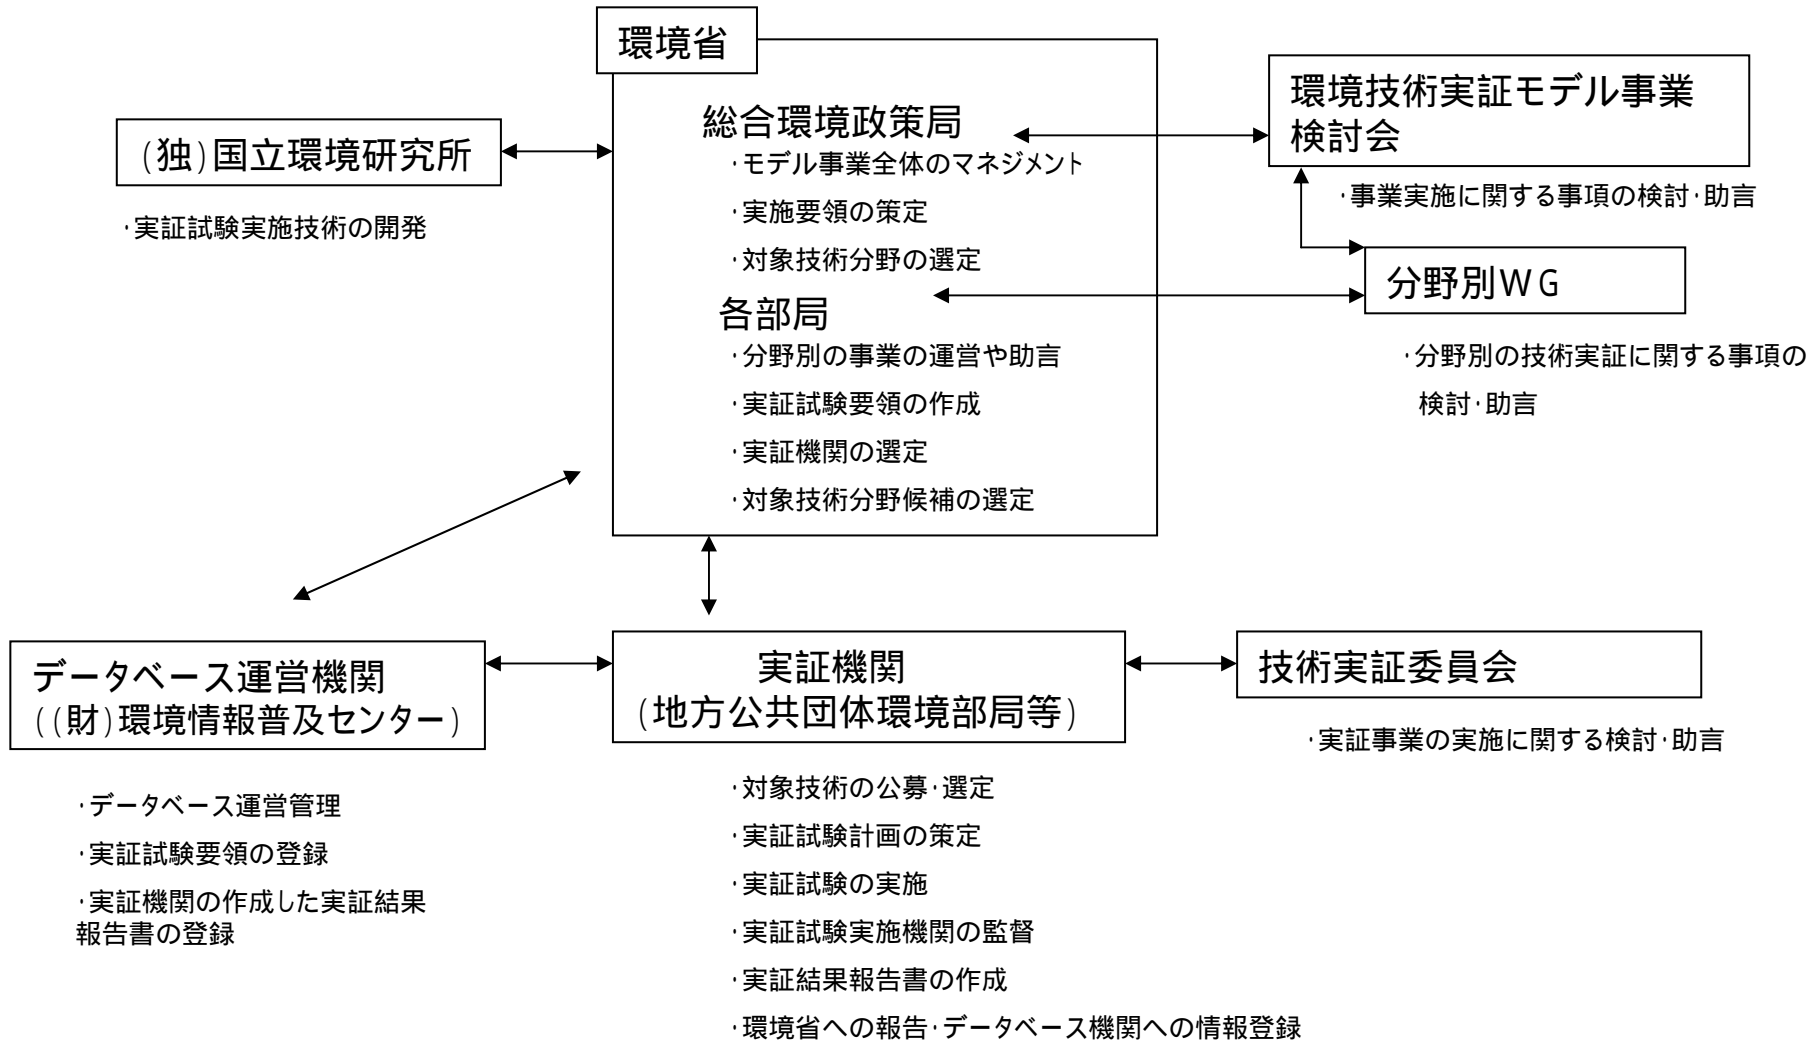 環境省
総合環境政策局
·モデル事業全体のマネジメント
·実施要領の策定
·対象技術分野の選定
各部局
·分野別の事業の運営や助言
·実証試験要領の作成
·実証機関の選定
·対象技術分野候補の選定
(独)国立環境研究所
·実証試験実施技術の開発
環境技術実証モデル事業
検討会
·事業実施に関する事項の検討·助言
分野別WG
·分野別の技術実証に関する事項の
検討·助言
データベース運営機関
((財)環境情報普及センター)
·データベース運営管理
·実証試験要領の登録
·実証機関の作成した実証結果
報告書の登録
実証機関
(地方公共団体環境部局等)
·対象技術の公募·選定
·実証試験計画の策定
·実証試験の実施
·実証試験実施機関の監督
·実証結果報告書の作成
·環境省への報告·データベース機関への情報登録
技術実証委員会
·実証事業の実施に関する検討·助言